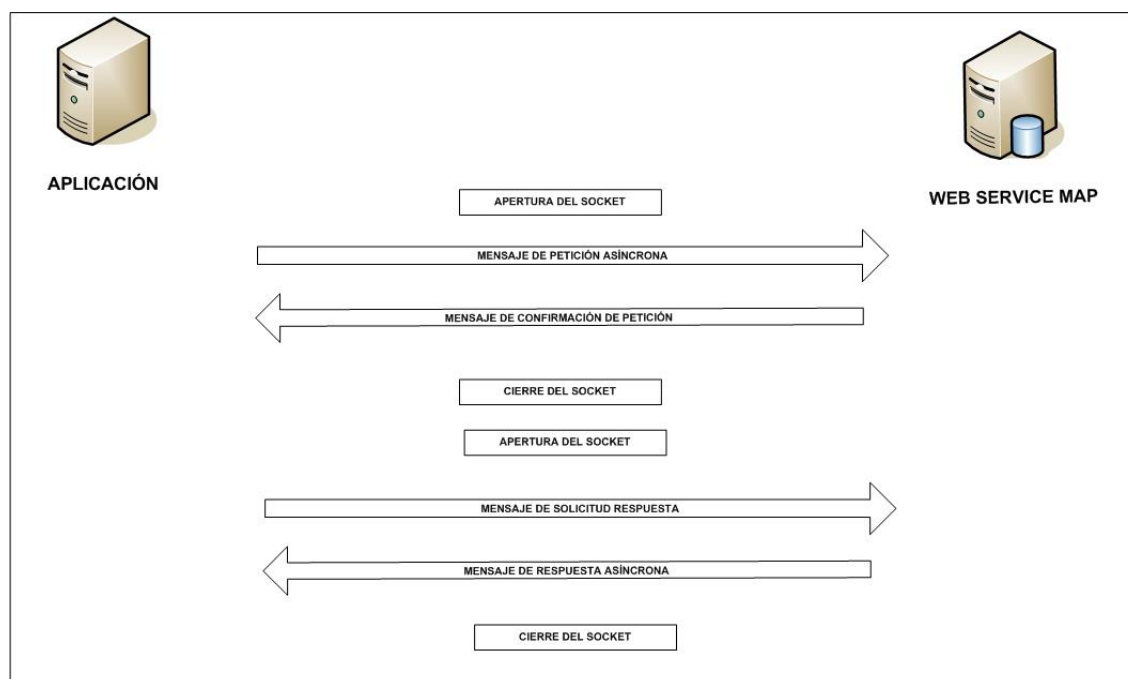 APLICACIÓN
WEB SERVICE MAP
APERTURA DEL SOCKET
MENSAJE DE PETICIÓN ASÍNCRONA
MENSAJE DE CONFIRMACIÓN DE PETICIÓN
CIERRE DEL SOCKET
APERTURA DEL SOCKET
MENSAJE DE SOLICITUD RESPUESTA
MENSAJE DE RESPUESTA ASÍNCRONA
CIERRE DEL SOCKET